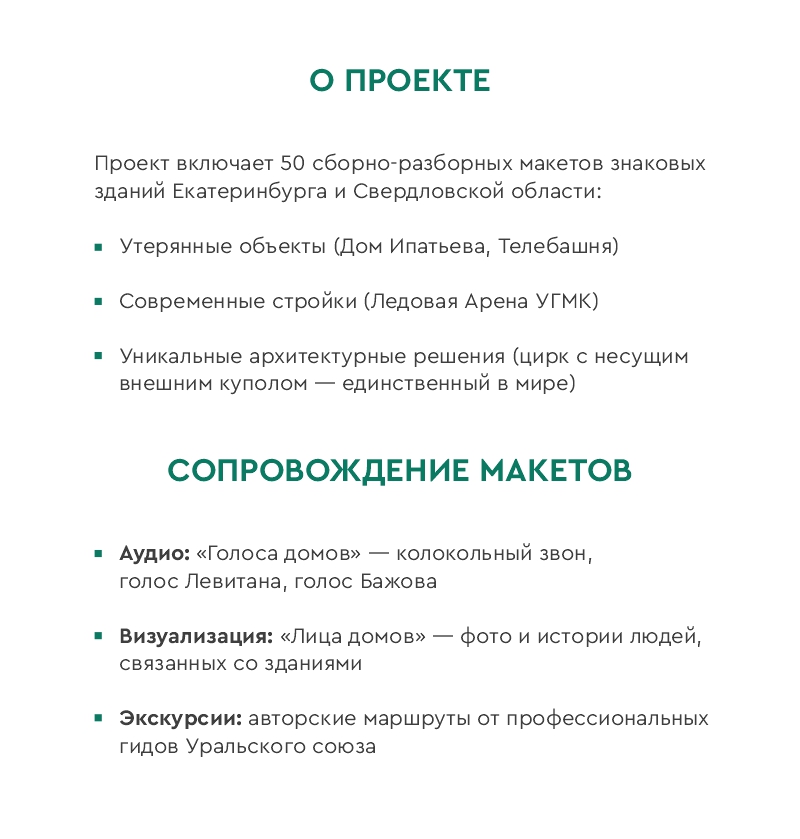 О ПРОЕКТЕ
Проект включает 50 сборно-разборных макетов знаковых
зданий Екатеринбурга и Свердловской области:
▪ Утерянные объекты (Дом Ипатьева, Телебашня)
▪ Современные стройки (Ледовая Арена УГМК)
▪ Уникальные архитектурные решения (цирк с несущим
внешним куполом — единственный в мире)
СОПРОВОЖДЕНИЕ МАКЕТОВ
▪ Аудио: «Голоса домов» — колокольный звон,
голос Левитана, голос Бажова
▪ Визуализация: «Лица домов» — фото и истории людей,
связанных со зданиями
▪ Экскурсии: авторские маршруты от профессиональных
гидов Уральского союза